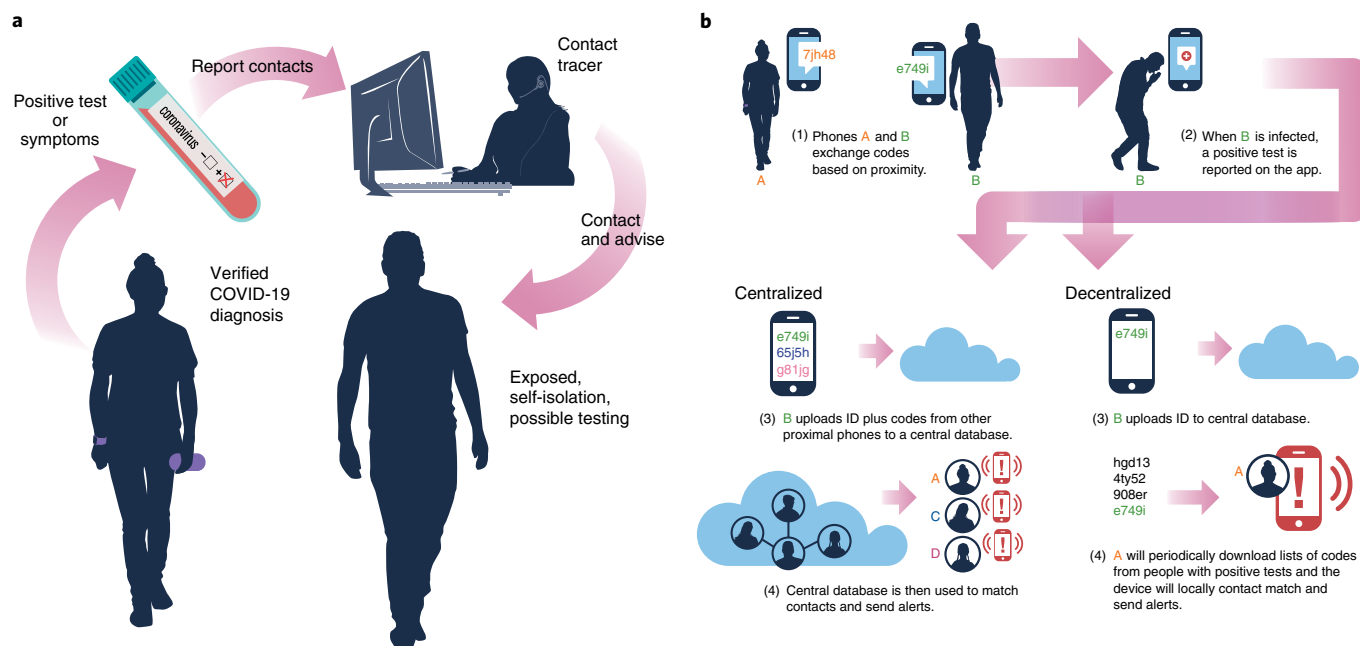 a
Positive test
or
symptoms
Report contacts
coronavirus
- +
Contact
tracer
Contact
and advise
Verified
COVID-19
diagnosis
Exposed,
self-isolation,
possible testing
b
7jh48
e749i
(1) Phones A and B
exchange codes
based on proximity.
A
B
B
(2) When B is infected,
a positive test is
reported on the app.
Centralized
e749i
65j5h
g81jg
(3) B uploads ID plus codes from other
proximal phones to a central database.
A
C
D
(4) Central database is then used to match
contacts and send alerts.
Decentralized
e749i
(3) B uploads ID to central database.
hgd13
4ty52
908er
e749i
A
(4) A will periodically download lists of codes
from people with positive tests and the
device will locally contact match and
send alerts.